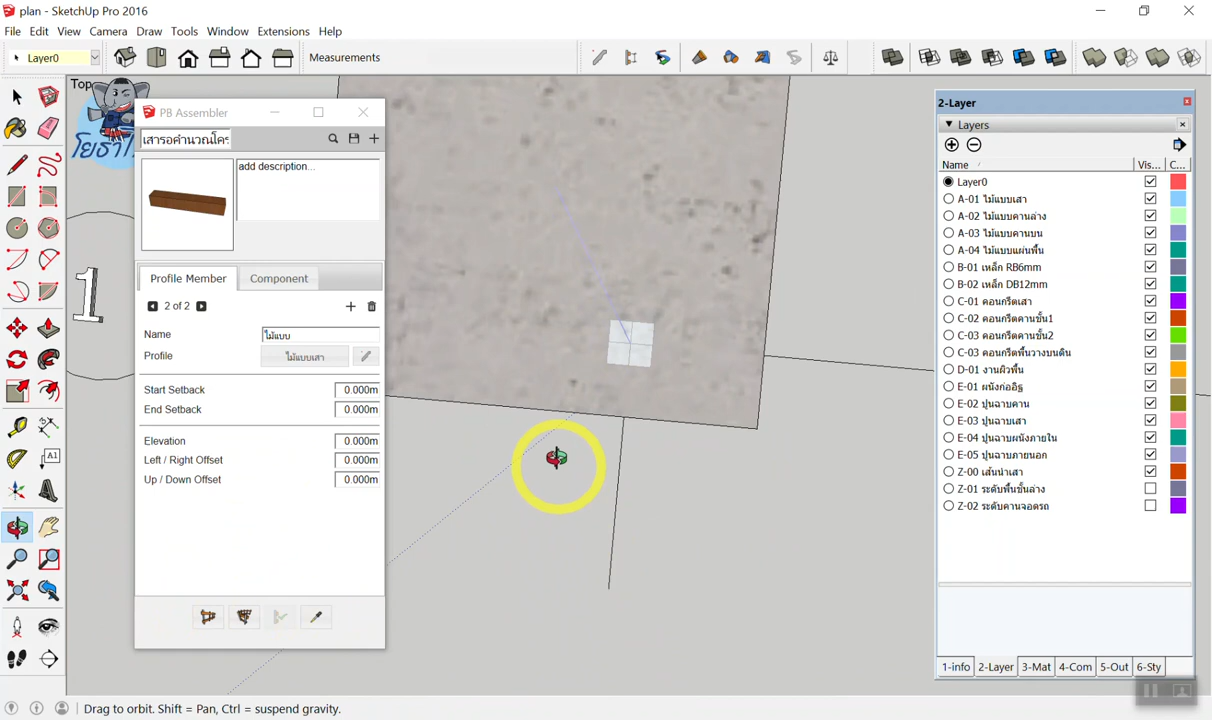 plan - SketchUp Pro 2016
File Edit View Camera Draw Tools Window Extensions Help
Layer0
Measurements
Top
โยธาไ
1
PB Assembler
เสารอคำนวณโคร
add description...
Profile Member
Component
2 of 2
Name
ไม้แบบ
Profile
ไม้แบบเสา
Start Setback
0.000m
End Setback
0.000m
Elevation
0.000m
Left / Right Offset
0.000m
Up / Down Offset
0.000m
2-Layer
Layers
Name
Vis...
C...
Layer0
A-01 ไม้แบบเสา
A-02 ไม้แบบคานล่าง
A-03 ไม้แบบคานบน
A-04 ไม้แบบแผ่นพื้น
B-01 เหล็ก RB6mm
B-02 เหล็ก DB12mm
C-01 คอนกรีตเสา
C-02 คอนกรีตคานชั้น1
C-03 คอนกรีตคานชั้น2
C-03 คอนกรีตพื้นวางบนดิน
D-01 งานผิวพื้น
E-01 ผนังก่ออิฐ
E-02 ปูนฉาบคาน
E-03 ปูนฉาบเสา
E-04 ปูนฉาบผนังภายใน
E-05 ปูนฉาบภายนอก
Z-00 เส้นนำเสา
Z-01 ระดับพื้นชั้นล่าง
Z-02 ระดับคานจอดรถ
1-info
2-Layer
3-Mat
4-Com
5-Out
6-Sty
A1
Drag to orbit. Shift = Pan, Ctrl = suspend gravity.